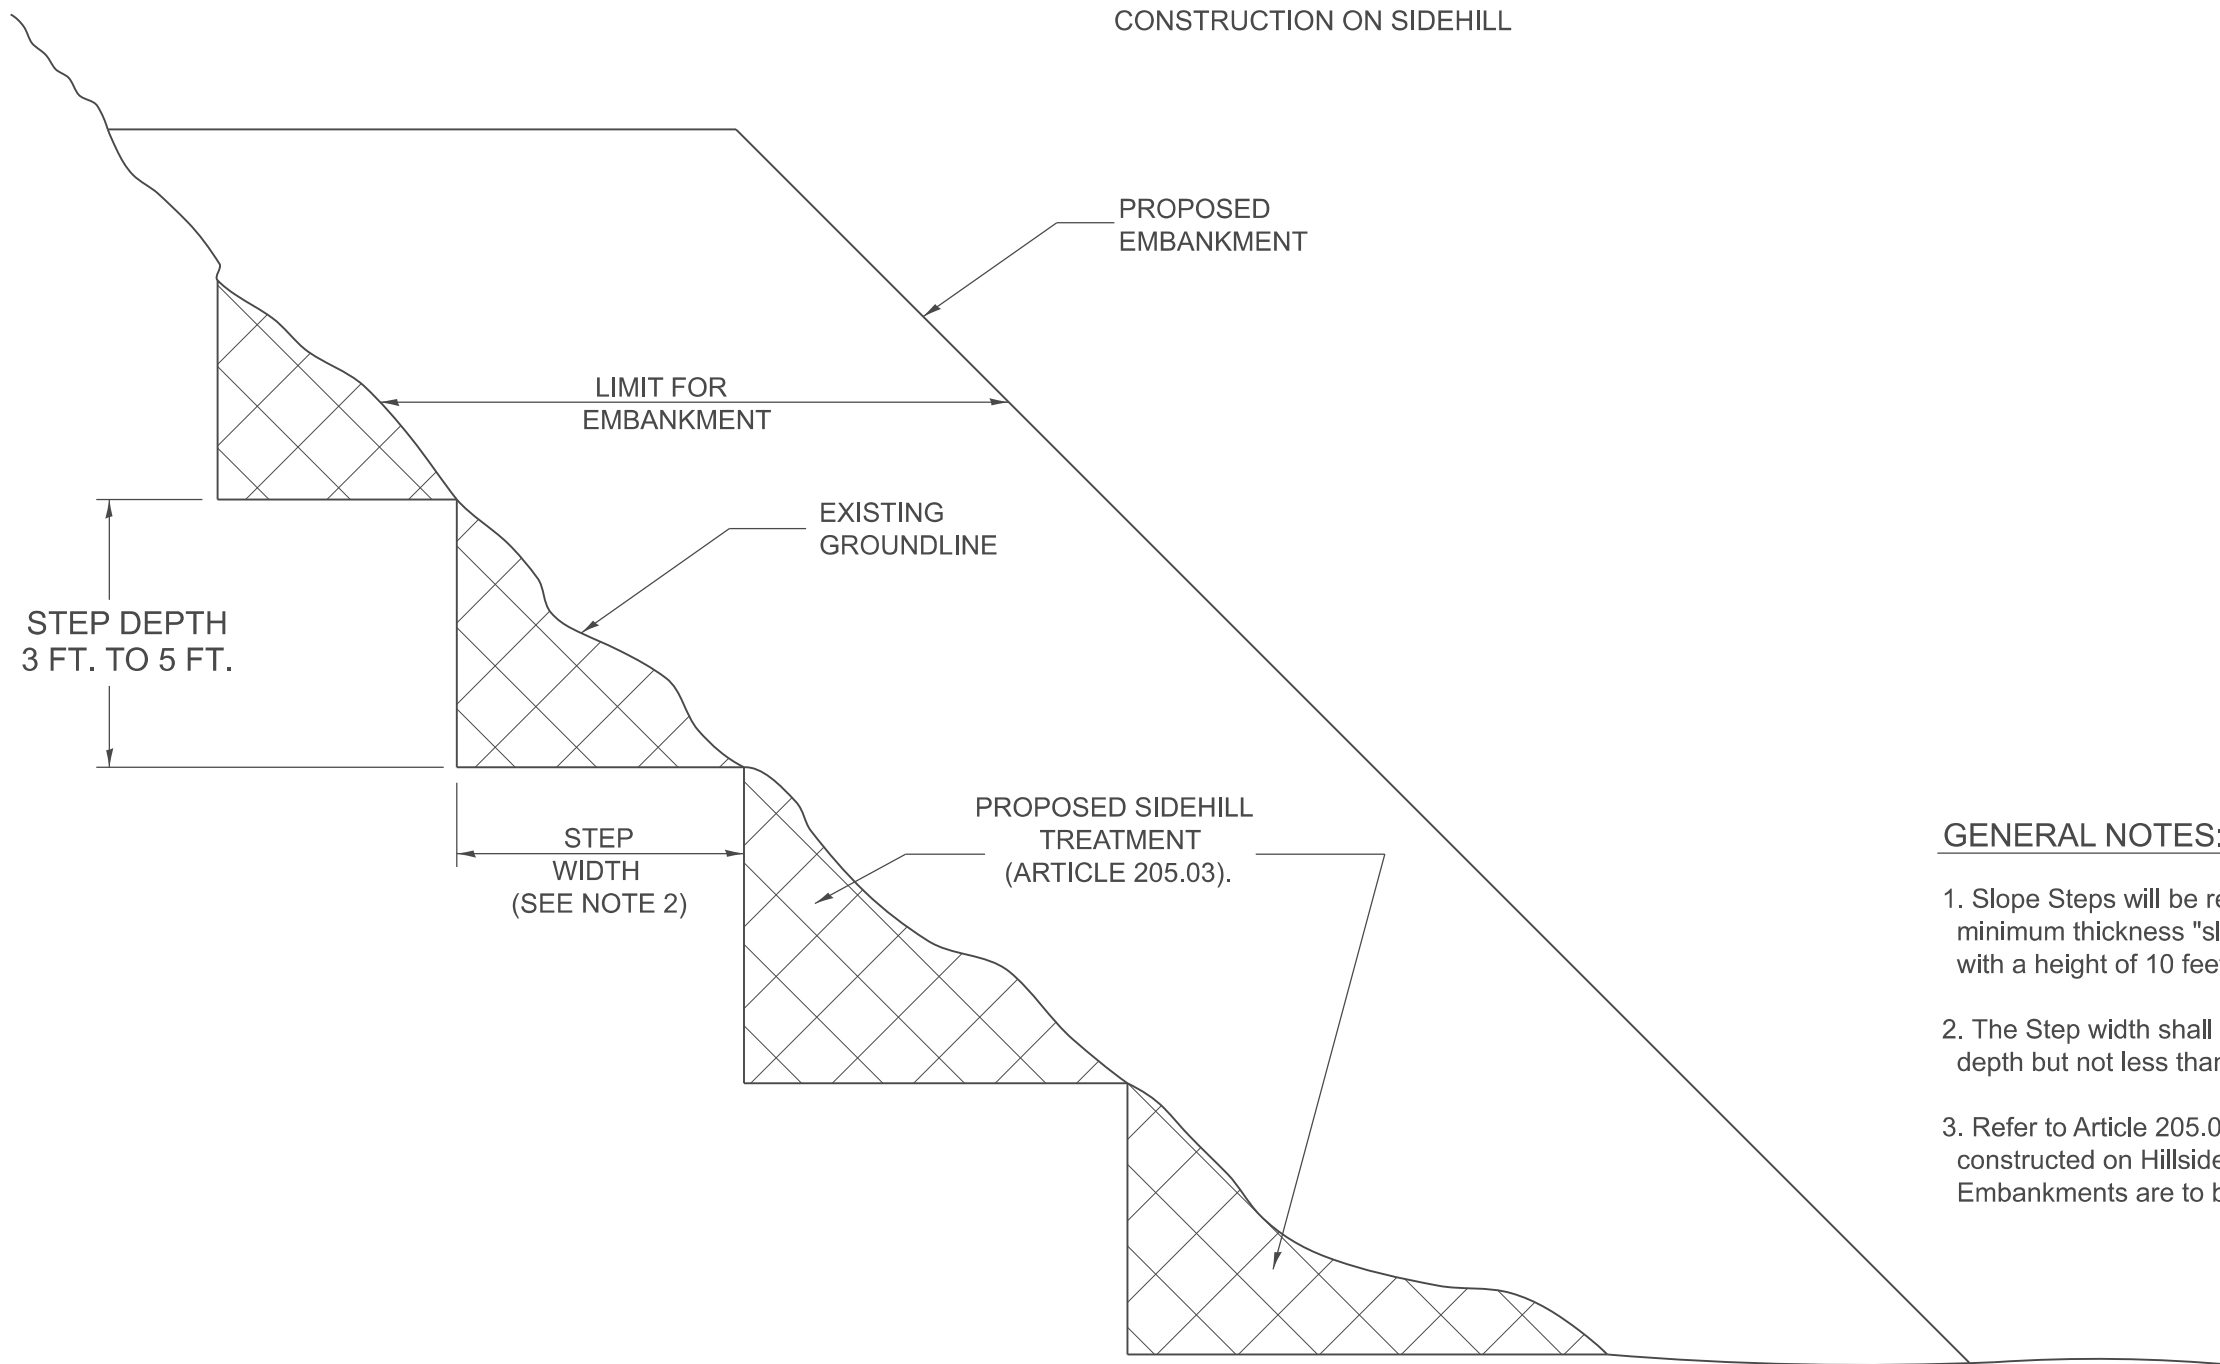 CONSTRUCTION ON SIDEHILL
PROPOSED
EMBANKMENT
LIMIT FOR
EMBANKMENT
EXISTING
GROUNDLINE
STEP DEPTH
3 FT. TO 5 FT.
STEP
WIDTH
(SEE NOTE 2)
PROPOSED SIDEHILL
TREATMENT
(ARTICLE 205.03).
GENERAL NOTES:
1. Slope Steps will be
minimum thickness
with a height of 10
2. The Step width shall
depth but not less
3. Refer to Article
constructed on
Embankments are to